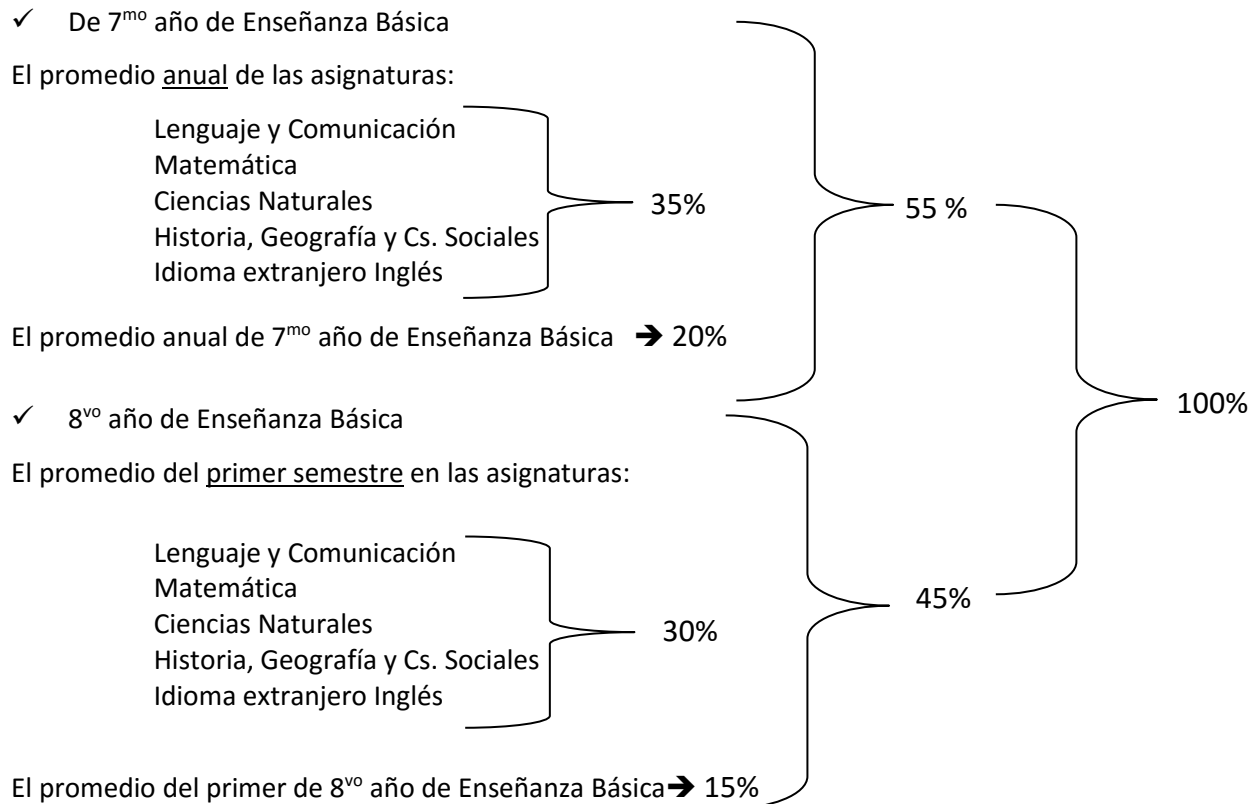 ✓ De 7mo año de Enseñanza Básica
El promedio anual de las asignaturas:
Lenguaje y Comunicación
Matemática
Ciencias Naturales
35%
55 %
Historia, Geografía y Cs. Sociales
Idioma extranjero Inglés
El promedio anual de 7mo año de Enseñanza Básica ➔ 20%
100%
✓ 8vo año de Enseñanza Básica
El promedio del primer semestre en las asignaturas:
Lenguaje y Comunicación
Matemática
45%
Ciencias Naturales
30%
Historia, Geografía y Cs. Sociales
Idioma extranjero Inglés
El promedio del primer de 8vo año de Enseñanza Básica➔ 15%